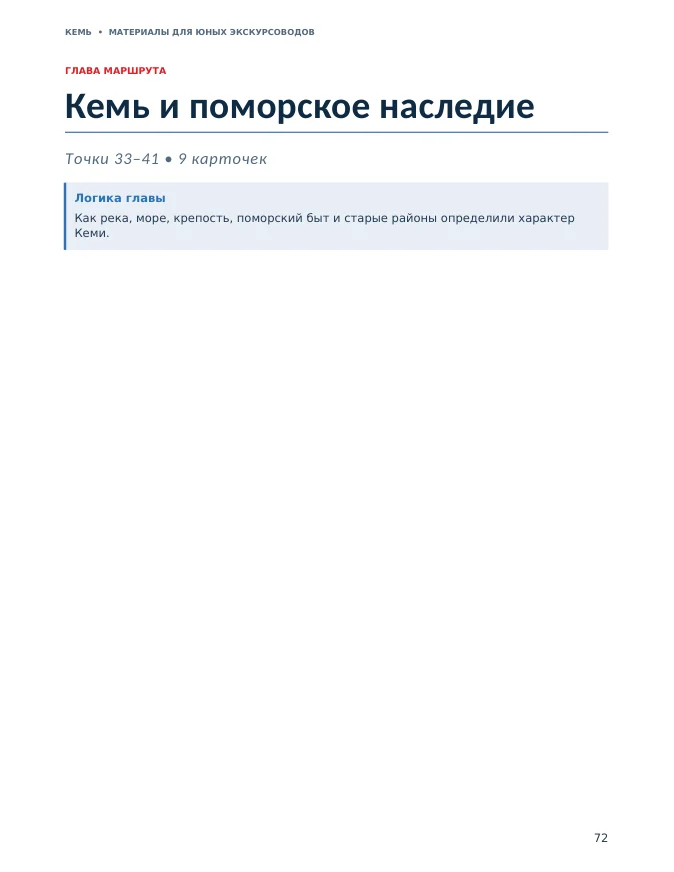 КЕМЬ • МАТЕРИАЛЫ ДЛЯ ЮНЫХ ЭКСКУРСОВОДОВ
ГЛАВА МАРШРУТА
Кемь и поморское наследие
Точки 33–41 • 9 карточек
Логика главы
Как река, море, крепость, поморский быт и старые районы определили характер
Кеми.
72